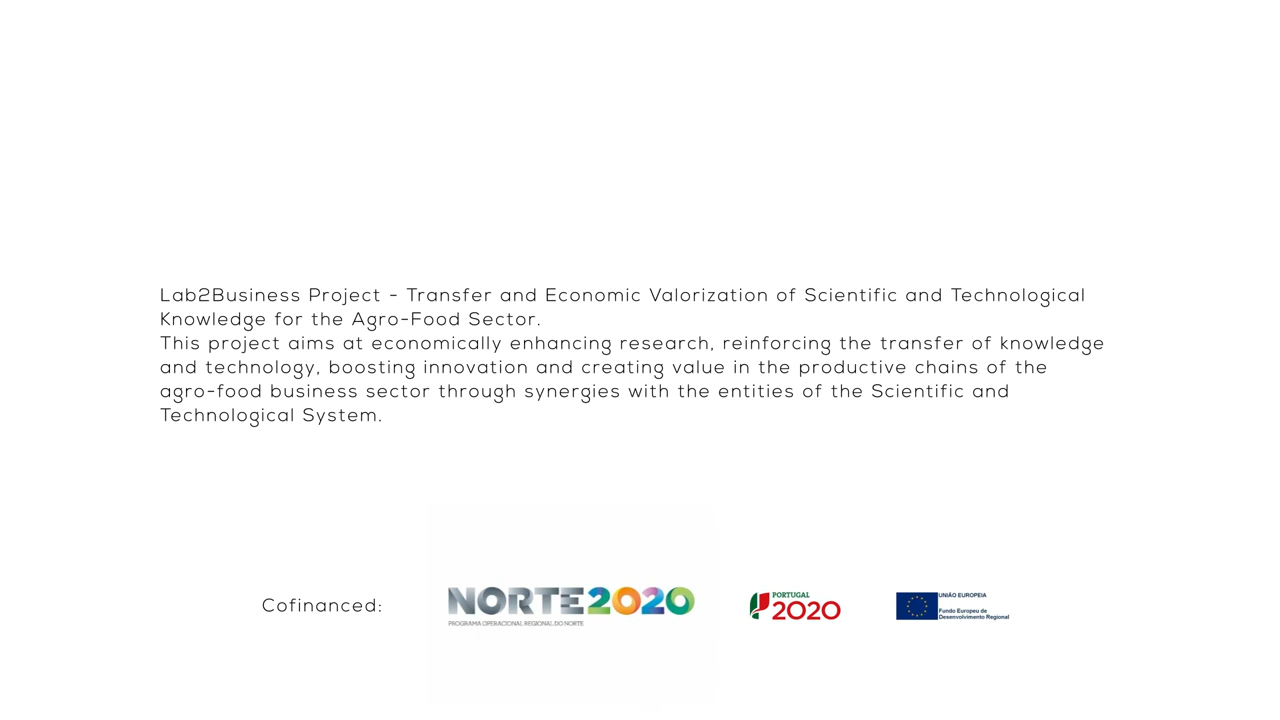 Lab2Business Project - Transfer and Economic Valorization of Scientific and Technological
Knowledge for the Agro-Food Sector.
This project aims at economically enhancing research, reinforcing the transfer of knowledge
and technology, boosting innovation and creating value in the productive chains of the
agro-food business sector through synergies with the entities of the Scientific and
Technological System.
Cofinanced:
NORTE2020
PROGRAMA OPERACIONAL REGIONAL DO NORTE
PORTUGAL
2020
UNIÃO EUROPEIA
Fundo Europeu de
Desenvolvimento Regional